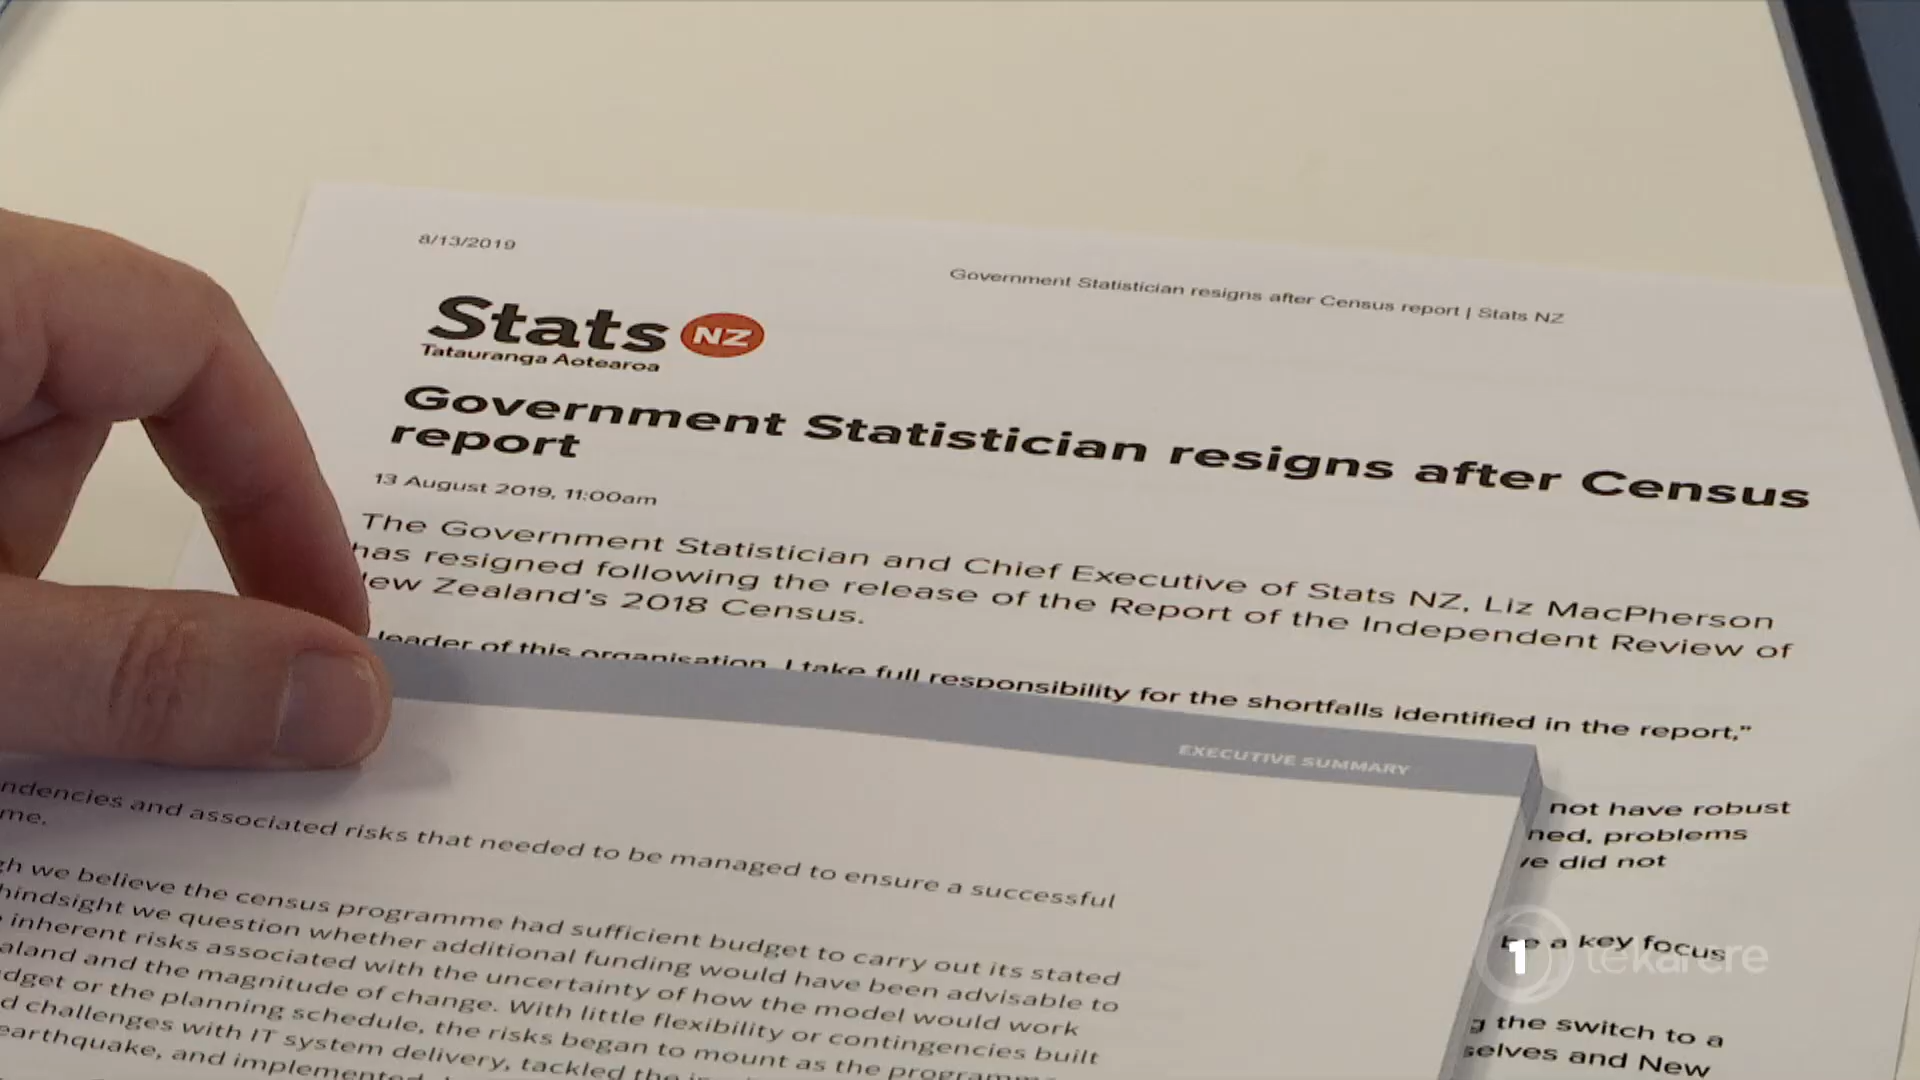 8/13/2019
Government Statistician resigns after Census report | Stats NZ
Stats NZ
Tatauranga Aotearoa
Government Statistician resigns after Census
report
13 August 2019, 11:00am
The Government Statistician and Chief Executive of Stats NZ, Liz MacPherson
has resigned following the release of the Report of the Independent Review of
New Zealand's 2018 Census.
leader of this organisation, I take full responsibility for the shortfalls identified in the report,"
not have robust
ned, problems
ve did not
be a key focus
g the switch to a
selves and New
EXECUTIVE SUMMARY
ndencies and associated risks that needed to be managed to ensure a successful
me.
gh we believe the census programme had sufficient budget to carry out its stated
hindsight we question whether additional funding would have been advisable to
inherent risks associated with the uncertainty of how the model would work
aland and the magnitude of change. With little flexibility or contingencies built
dget or the planning schedule, the risks began to mount as the programme
d challenges with IT system delivery, tackled the
earthquake, and implemented
1 te karere